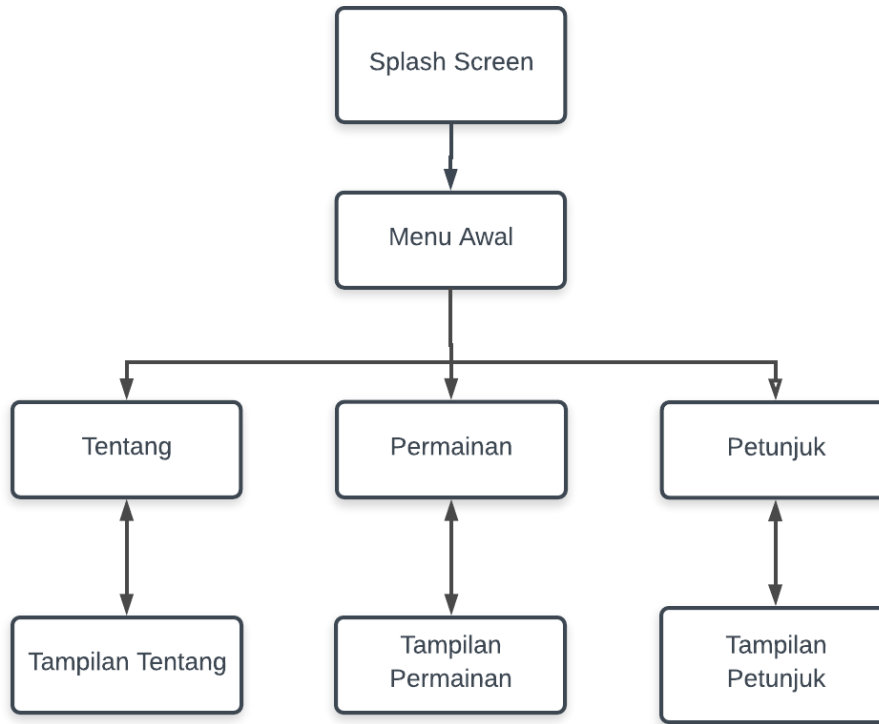 Splash Screen
Menu Awal
Tentang
Permainan
Petunjuk
Tampilan Tentang
Tampilan
Permainan
Tampilan
Petunjuk